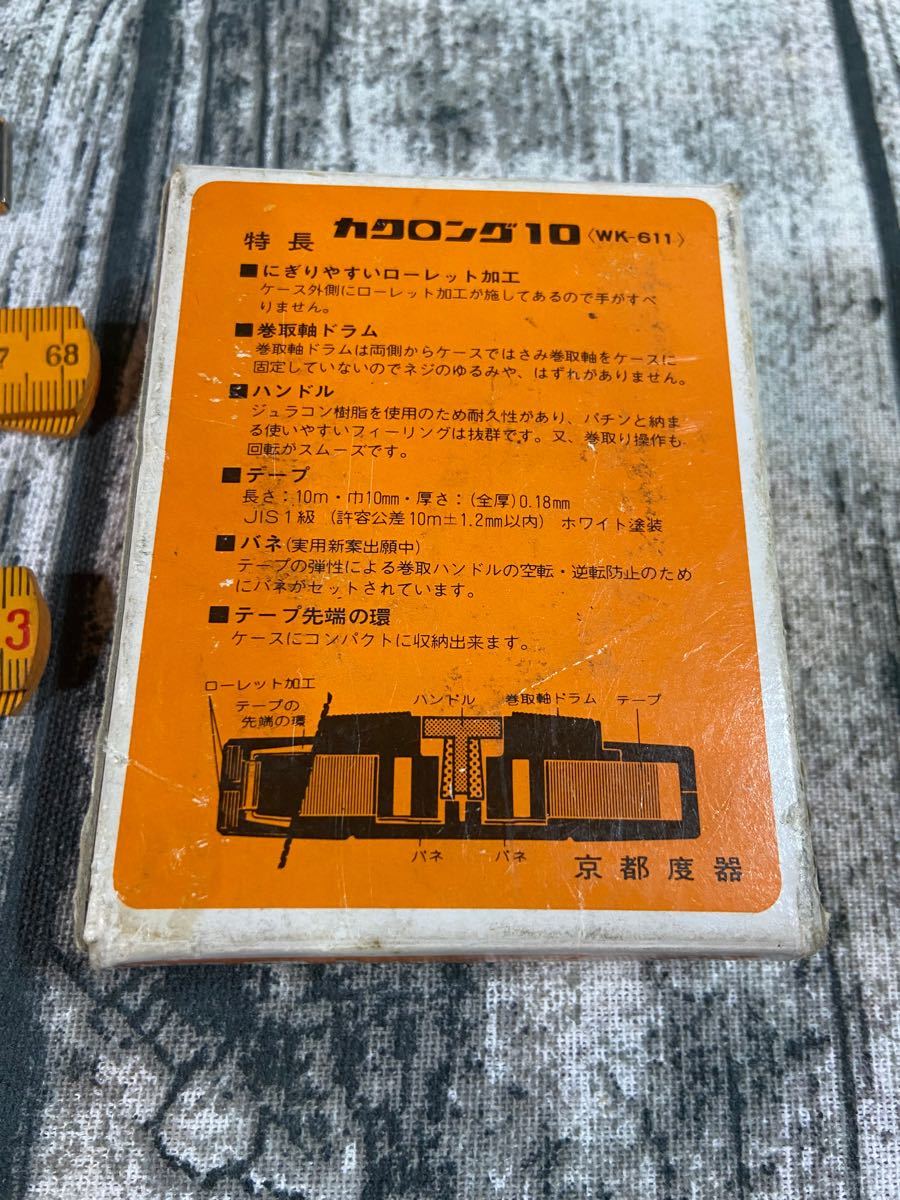 特長 カクロング10〈WK-611〉
■にぎりやすいローレット加工
ケース外側にローレット加工が施してあるので手がすべ
りません。
■巻取軸ドラム
巻取軸ドラムは両側からケースではさみ巻取軸をケースに
固定していないのでネジのゆるみや、はずれがありません。
■ハンドル
ジュラコン樹脂を使用のため耐久性があり、パチンと納ま
る使いやすいフィーリングは抜群です。又、巻取り操作も
回転がスムーズです。
■テープ
長さ:10m・巾10mm・厚さ:(全厚)0.18mm
JIS1級 (許容公差10m±1.2mm以内) ホワイト塗装
■バネ(実用新案出願中)
テープの弾性による巻取ハンドルの空転・逆転防止のため
にバネがセットされています。
■テープ先端の環
ケースにコンパクトに収納出来ます。
ローレット加工
テープの
先端の環
ハンドル 巻取軸ドラム テープ
バネ バネ
京都度器
7 68
3